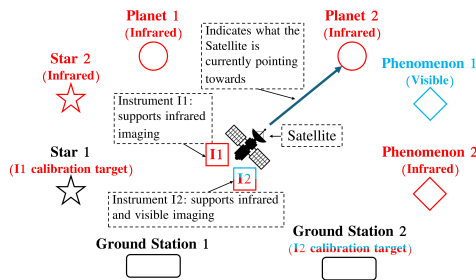 Planet 1
(Infrared)
Indicates what the
Satellite is
currently pointing
towards
Planet 2
(Infrared)
Star 2
(Infrared)
Phenomenon 1
(Visible)
Instrument I1:
supports infrared
imaging
Satellite
I1
I2
Star 1
(I1 calibration target)
Phenomenon 2
(Infrared)
Instrument I2: supports infrared
and visible imaging
Ground Station 1
Ground Station 2
(I2 calibration target)